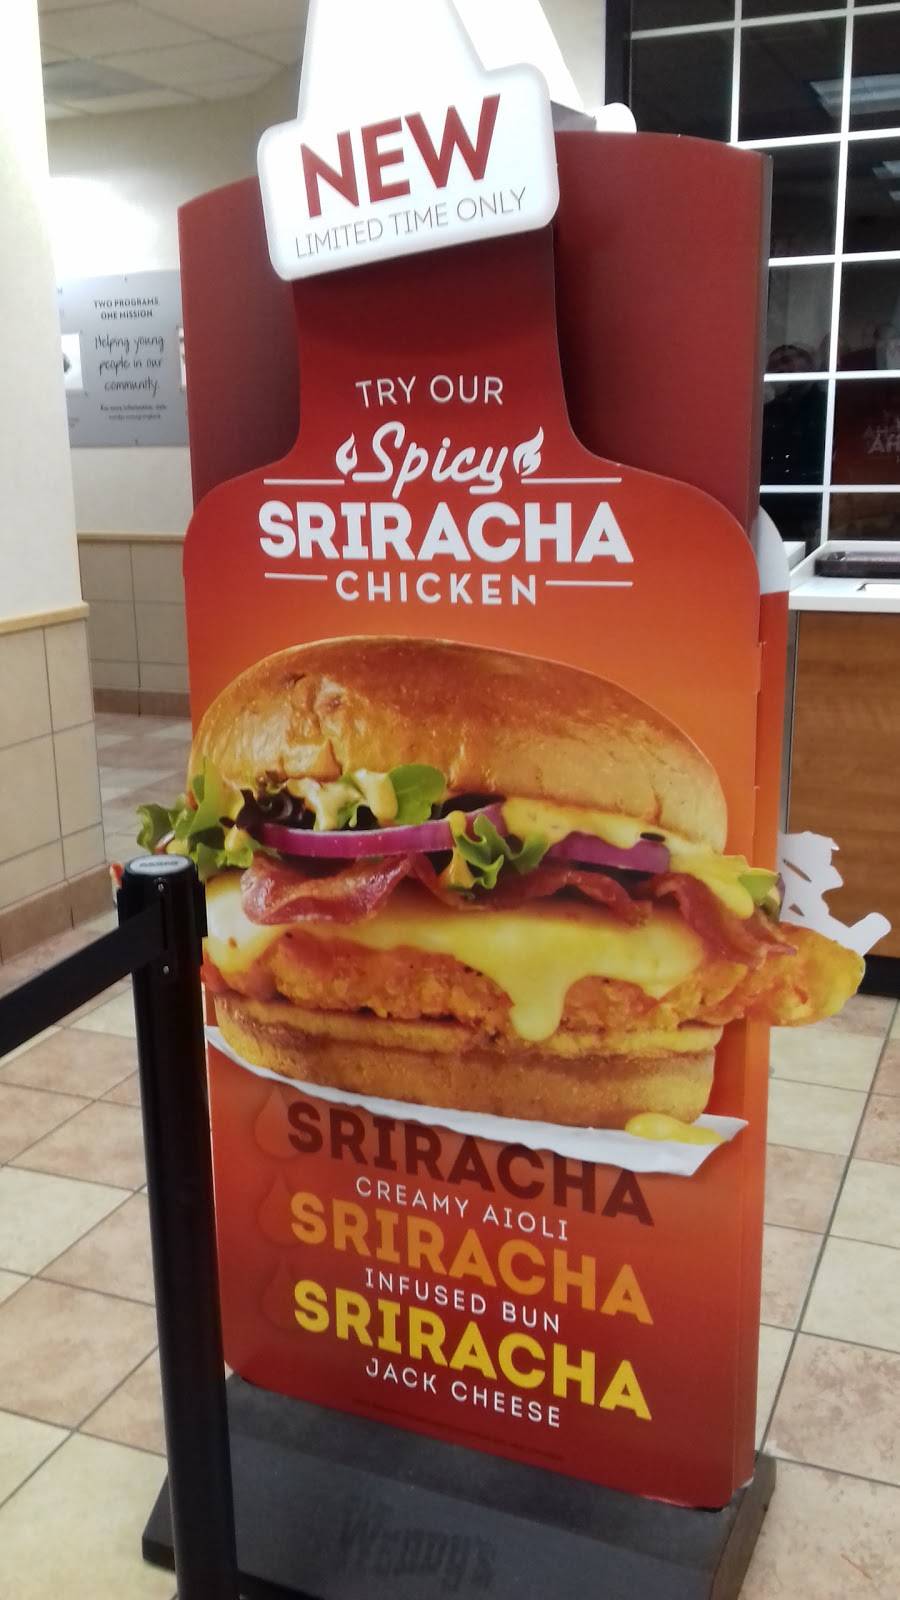 NEW
LIMITED TIME ONLY
TWO PROGRAMS
ONE MISSION
Helping young
people in our
community.
TRY OUR
Spicy
SRIRACHA
CHICKEN
SRIRACHA
CREAMY AIOLI
SRIRACHA
INFUSED BUN
SRIRACHA
JACK CHEESE
Wendy's